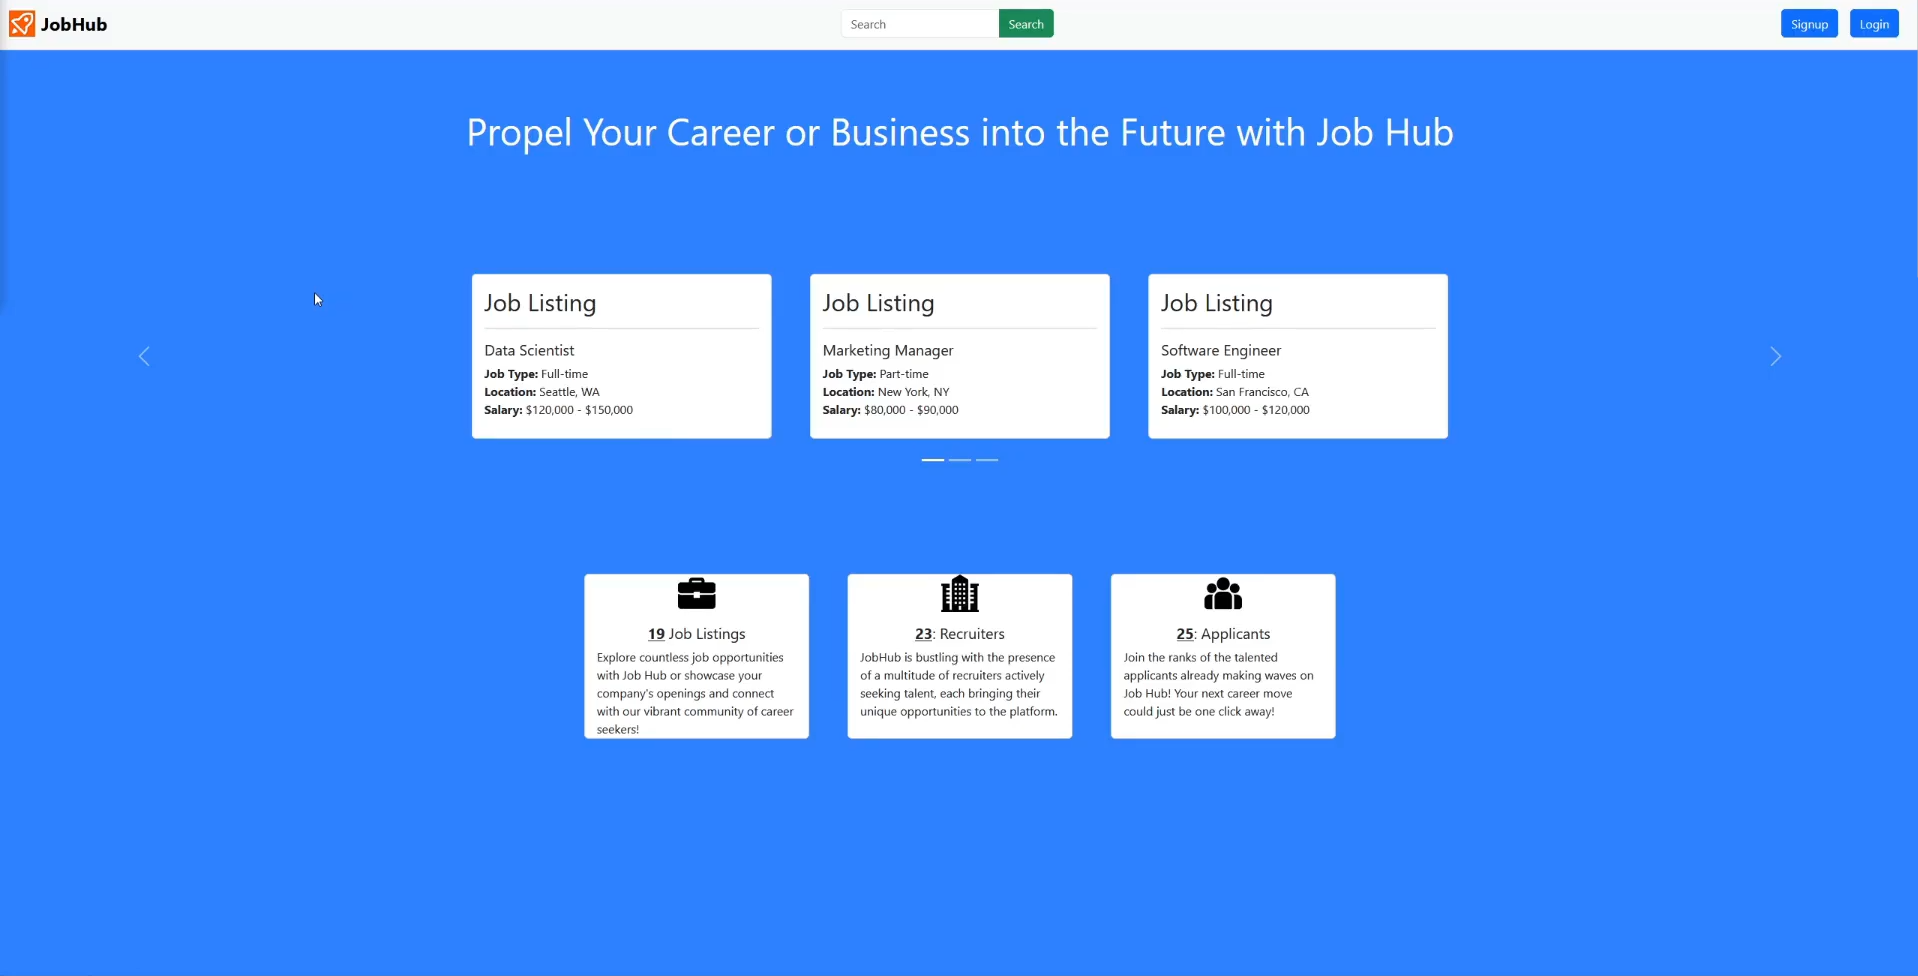 JobHub
Search
Search
Signup
Login
Propel Your Career or Business into the Future with Job Hub
Job Listing
Data Scientist
Job Type: Full-time
Location: Seattle, WA
Salary: $120,000 - $150,000
Job Listing
Marketing Manager
Job Type: Part-time
Location: New York, NY
Salary: $80,000 - $90,000
Job Listing
Software Engineer
Job Type: Full-time
Location: San Francisco, CA
Salary: $100,000 - $120,000
19 Job Listings
Explore countless job opportunities
with Job Hub or showcase your
company's openings and connect
with our vibrant community of career
seekers!
23: Recruiters
JobHub is bustling with the presence
of a multitude of recruiters actively
seeking talent, each bringing their
unique opportunities to the platform.
25: Applicants
Join the ranks of the talented
applicants already making waves on
Job Hub! Your next career move
could just be one click away!